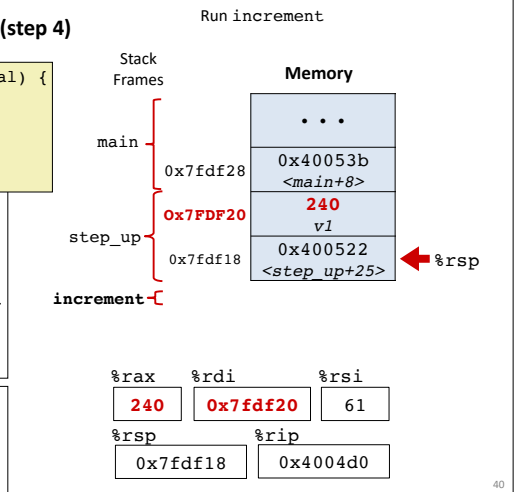 (step 4)
Run increment
al) {
Stack
Frames
Memory
• • •
main
0x7fdf28
0x40053b
<main+8>
0x7FDF20
240
v1
step_up
0x7fdf18
0x400522
<step_up+25>
%rsp
increment
%rax
%rdi
%rsi
240
0x7fdf20
61
%rsp
%rip
0x7fdf18
0x4004d0
40